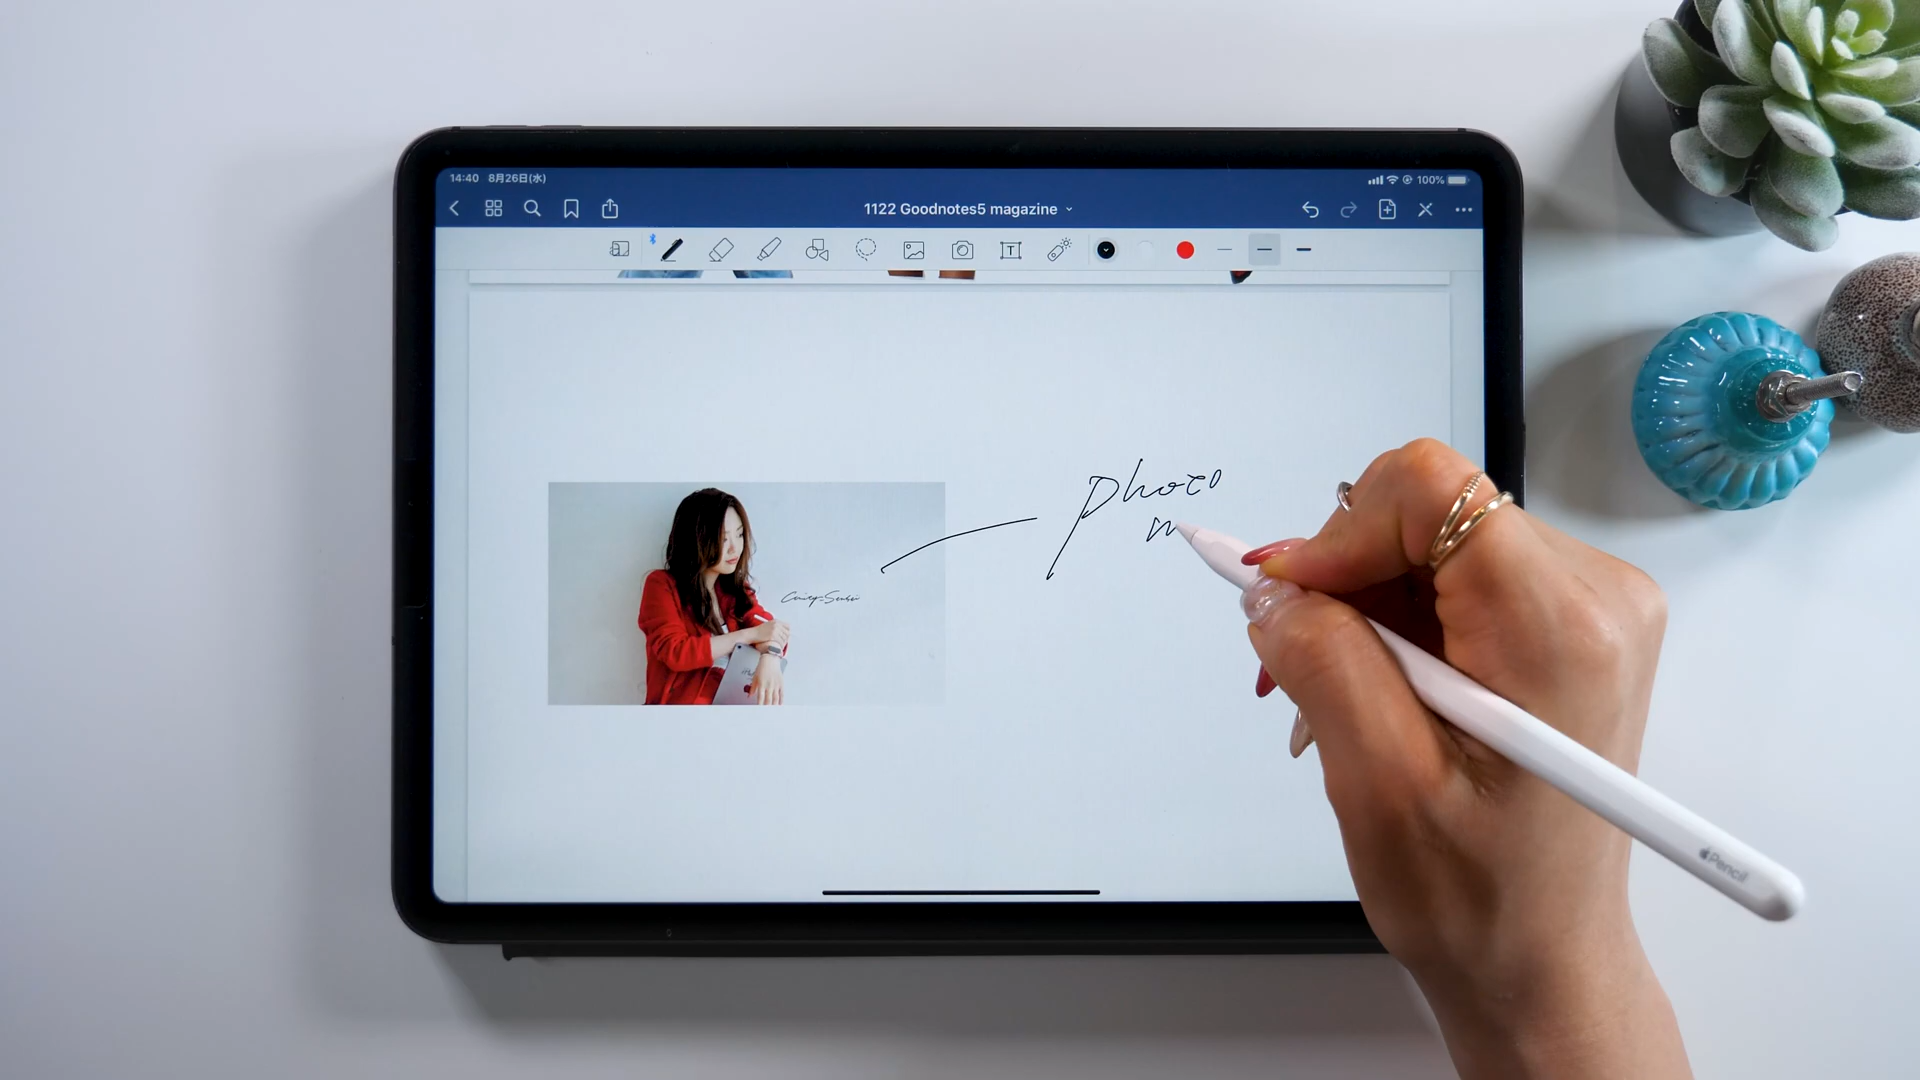 14:40 8月26日(水)
100%
1122 Goodnotes5 magazine
T
photo
Pencil